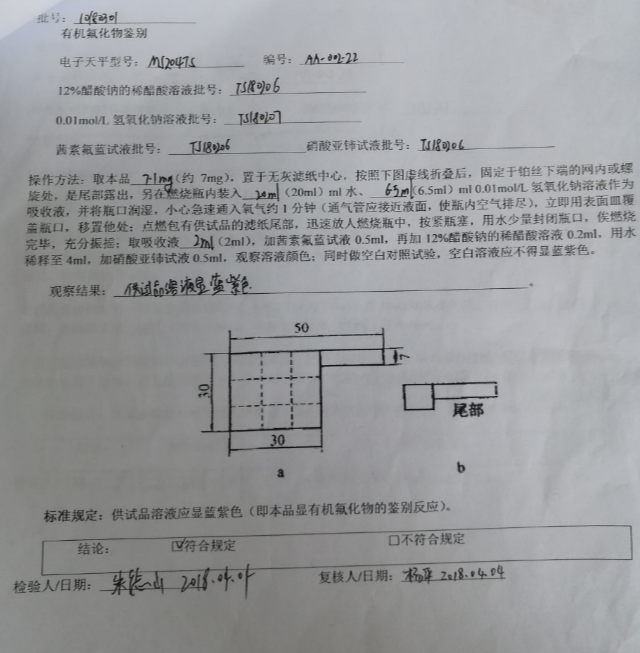 批号：
有机氟化物鉴别
电子天平型号：MS204TS 编号：AA-002-22
12%醋酸钠的稀醋酸溶液批号：TS180206
0.01mol/L 氢氧化钠溶液批号：TS180207
茜素氟蓝试液批号：TS180206 硝酸亚铈试液批号：TS180206
操作方法：取本品 7.1mg（约 7mg），置于无灰滤纸中心，按照下图虚线折叠后，固定于铂丝下端的网内或螺
旋处，是尾部露出，另在燃烧瓶内装入 20ml（20ml）ml 水、6.5ml（6.5ml）ml 0.01mol/L 氢氧化钠溶液作为
吸收液，并将瓶口润湿，小心急速通入氧气约 1 分钟（通气管应接近液面，使瓶内空气排尽），立即用表面皿覆
盖瓶口，移置他处；点燃包有供试品的滤纸尾部，迅速放入燃烧瓶中，按紧瓶塞，用水少量封闭瓶口，俟燃烧
完毕，充分振摇；取吸收液 2ml（2ml），加茜素氟蓝试液 0.5ml，再加 12%醋酸钠的稀醋酸溶液 0.2ml，用水
稀释至 4ml，加硝酸亚铈试液 0.5ml，观察溶液颜色；同时做空白对照试验，空白溶液应不得显蓝紫色。
观察结果：供试品溶液显蓝紫色。
50
7
30
30
尾部
a b
标准规定：供试品溶液应显蓝紫色（即本品显有机氟化物的鉴别反应）。
结论：☑符合规定 □不符合规定
检验人/日期：2018.04.04 复核人/日期：2018.04.04